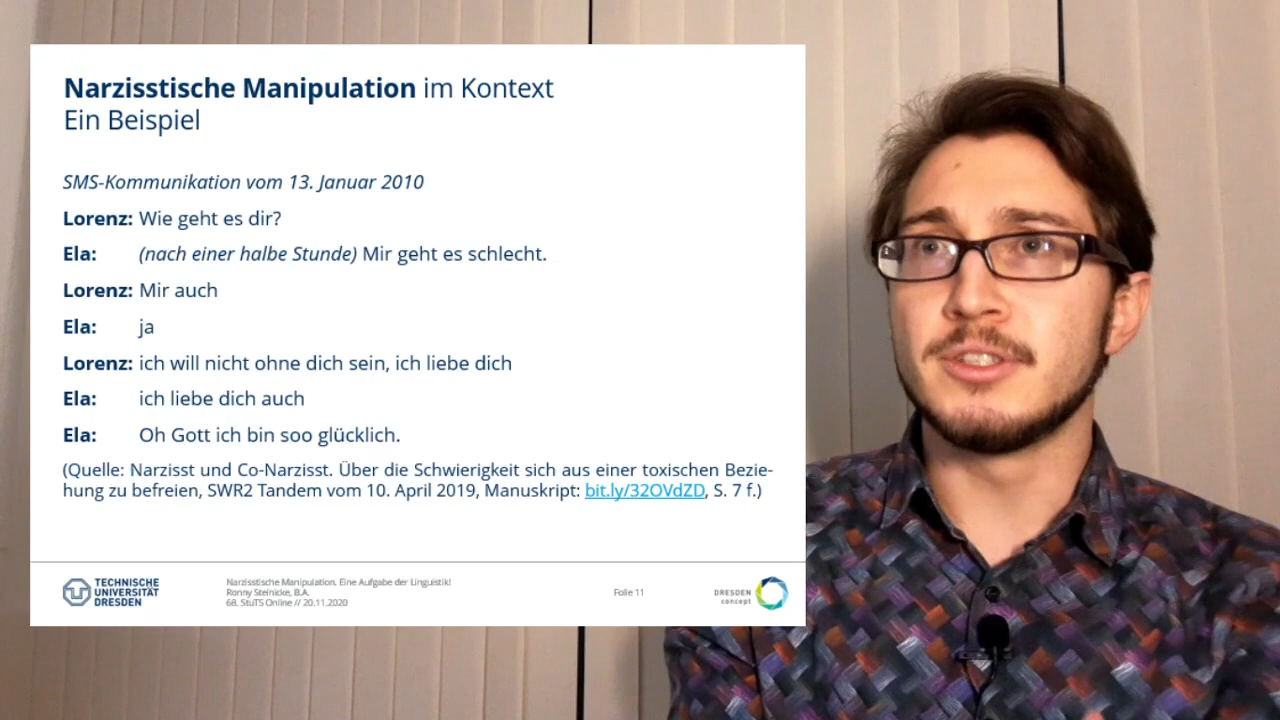 Narzisstische Manipulation im Kontext
Ein Beispiel
SMS-Kommunikation vom 13. Januar 2010
Lorenz: Wie geht es dir?
Ela: (nach einer halbe Stunde) Mir geht es schlecht.
Lorenz: Mir auch
Ela: ja
Lorenz: ich will nicht ohne dich sein, ich liebe dich
Ela: ich liebe dich auch
Ela: Oh Gott ich bin soo glücklich.
(Quelle: Narzisst und Co-Narzisst. Über die Schwierigkeit sich aus einer toxischen Bezie-
hung zu befreien, SWR2 Tandem vom 10. April 2019, Manuskript: bit.ly/32OVdZD, S. 7 f.)
TECHNISCHE
UNIVERSITÄT
DRESDEN
Narzisstische Manipulation. Eine Aufgabe der Linguistik!
Ronny Steinicke, B.A.
68. StuTS Online // 20.11.2020
Folie 11
DRESDEN
concept